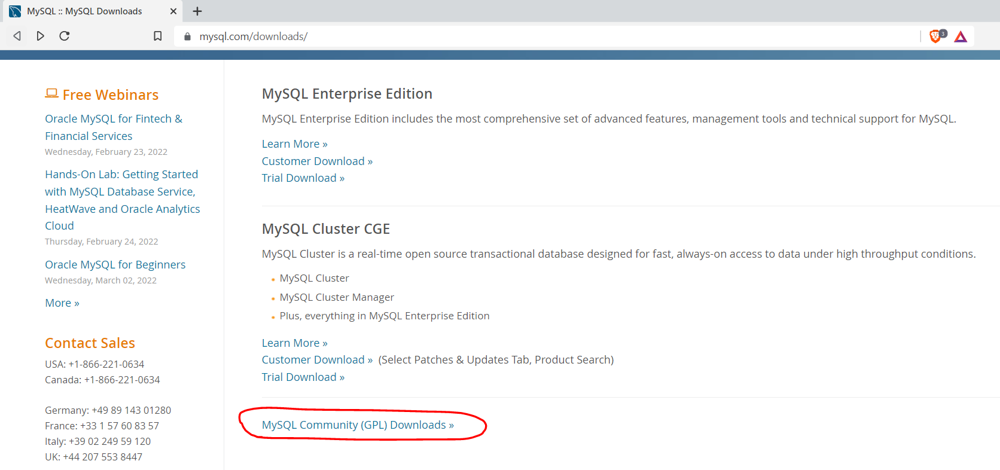 MySQL :: MySQL Downloads
mysql.com/downloads/
3
Free Webinars
Oracle MySQL for Fintech &
Financial Services
Wednesday, February 23, 2022
Hands-On Lab: Getting Started
with MySQL Database Service,
HeatWave and Oracle Analytics
Cloud
Thursday, February 24, 2022
Oracle MySQL for Beginners
Wednesday, March 02, 2022
More »
Contact Sales
USA: +1-866-221-0634
Canada: +1-866-221-0634
Germany: +49 89 143 01280
France: +33 1 57 60 83 57
Italy: +39 02 249 59 120
UK: +44 207 553 8447
MySQL Enterprise Edition
MySQL Enterprise Edition includes the most comprehensive set of advanced features, management tools and technical support for MySQL.
Learn More »
Customer Download »
Trial Download »
MySQL Cluster CGE
MySQL Cluster is a real-time open source transactional database designed for fast, always-on access to data under high throughput conditions.
MySQL Cluster
MySQL Cluster Manager
Plus, everything in MySQL Enterprise Edition
Learn More »
Customer Download » (Select Patches & Updates Tab, Product Search)
Trial Download »
MySQL Community (GPL) Downloads »